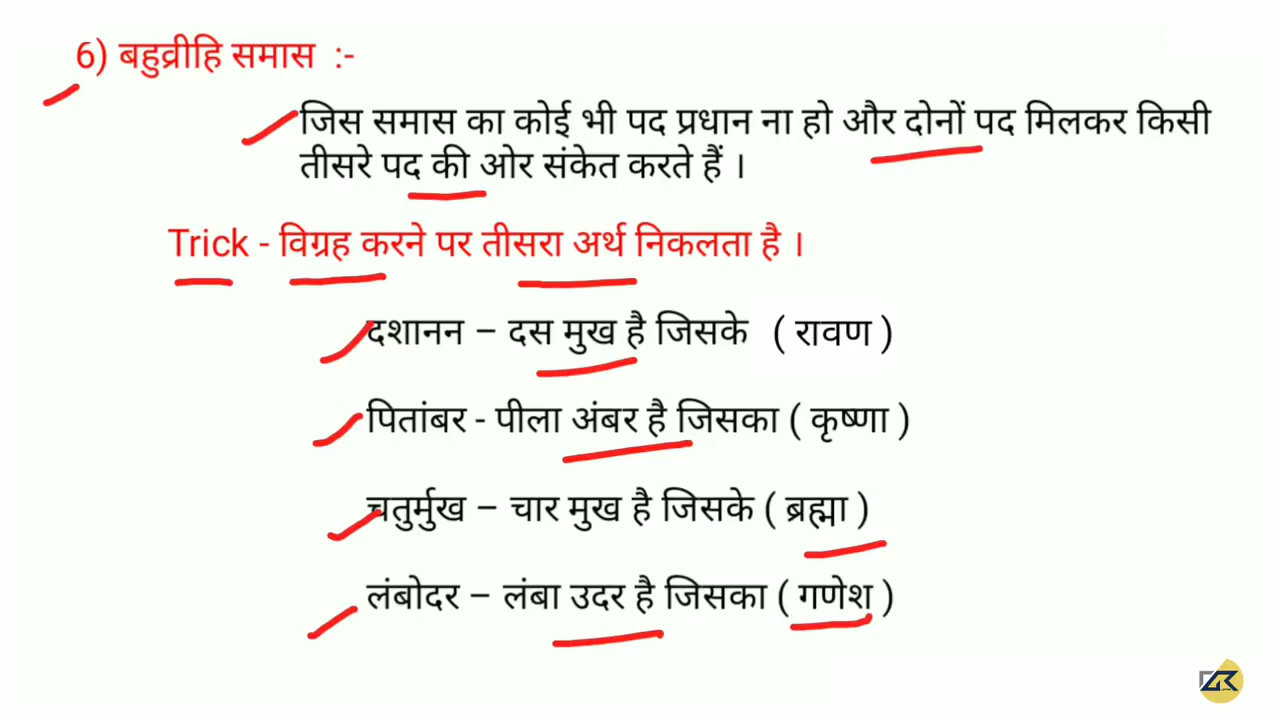 6) बहुव्रीहि समास :-
जिस समास का कोई भी पद प्रधान ना हो और दोनों पद मिलकर किसी
तीसरे पद की ओर संकेत करते हैं ।
Trick - विग्रह करने पर तीसरा अर्थ निकलता है ।
दशानन – दस मुख है जिसके ( रावण )
पितांबर - पीला अंबर है जिसका ( कृष्णा )
चतुर्मुख – चार मुख है जिसके ( ब्रह्मा )
लंबोदर – लंबा उदर है जिसका ( गणेश )